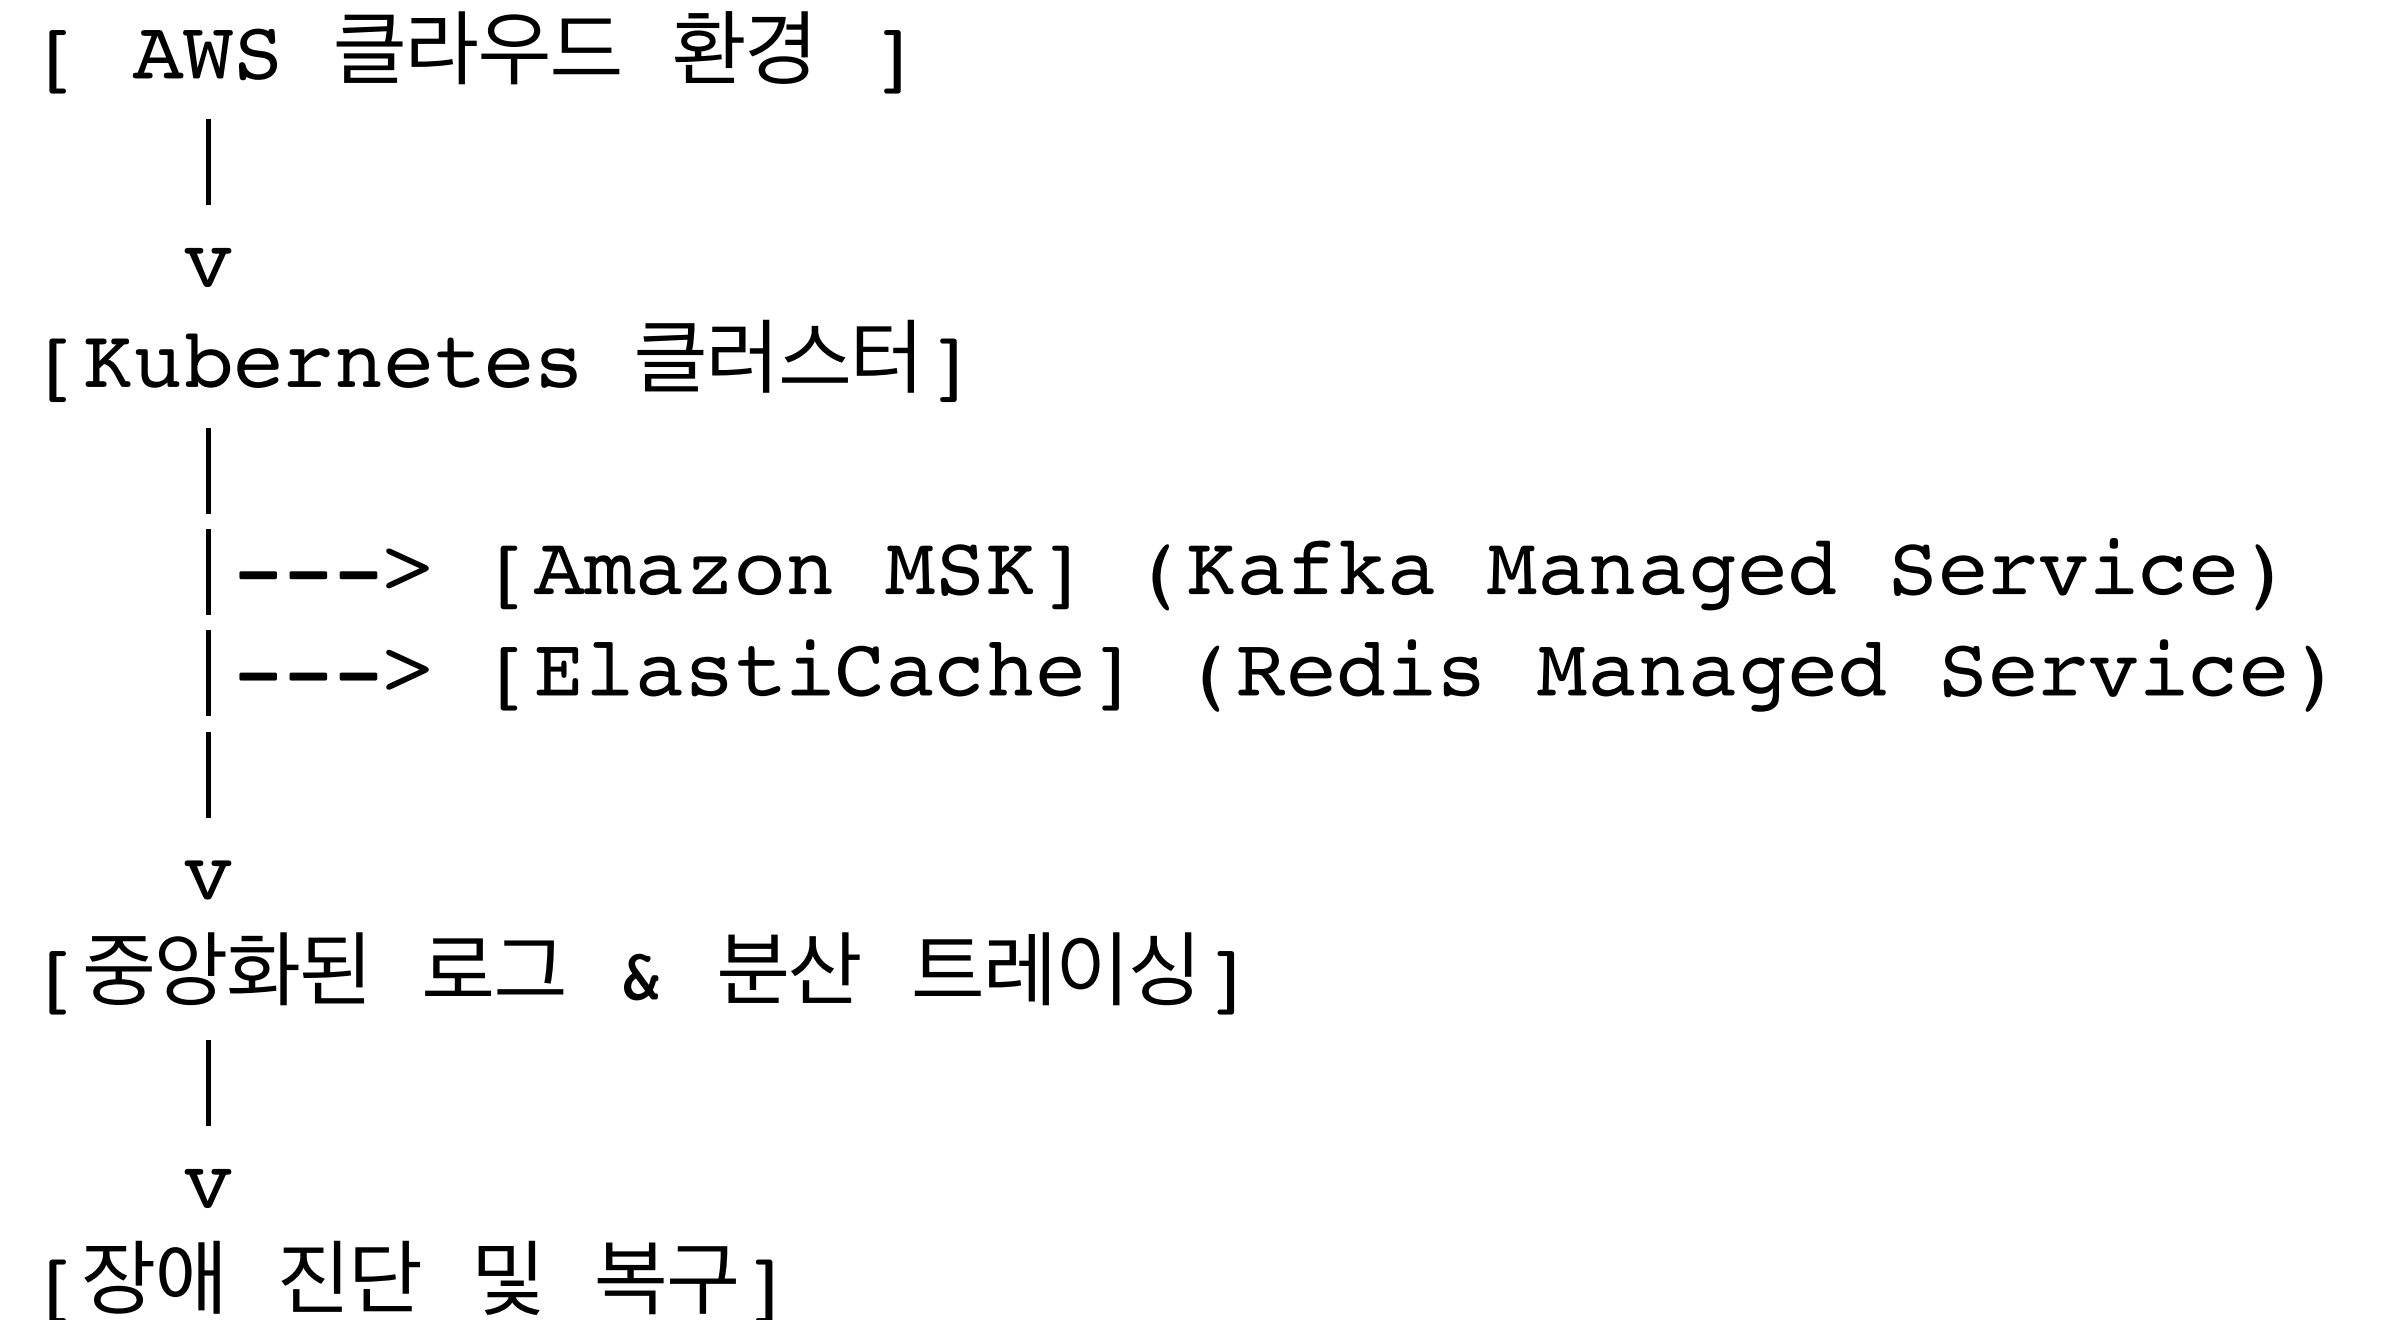 [ AWS 클라우드 환경 ]
|
v
[Kubernetes 클러스터]
|
|---> [Amazon MSK] (Kafka Managed Service)
|---> [ElastiCache] (Redis Managed Service)
|
v
[중앙화된 로그 & 분산 트레이싱]
|
v
[장애 진단 및 복구]